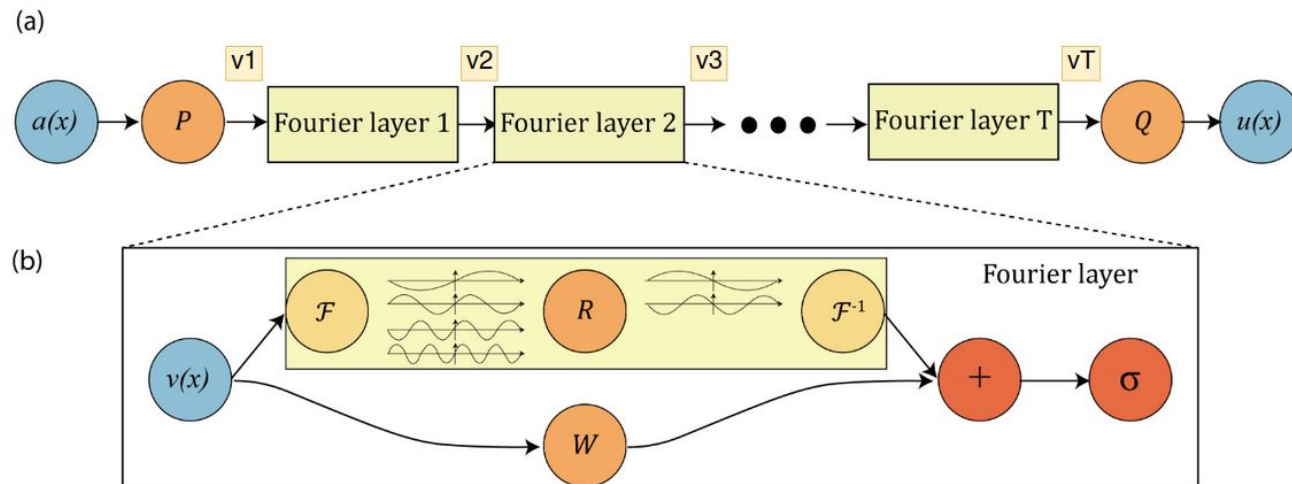 (a)
v1 v2 v3 vT
a(x) P Fourier layer 1 Fourier layer 2 Fourier layer T Q u(x)
(b)
Fourier layer
ℱ R ℱ⁻¹
v(x) + σ
W